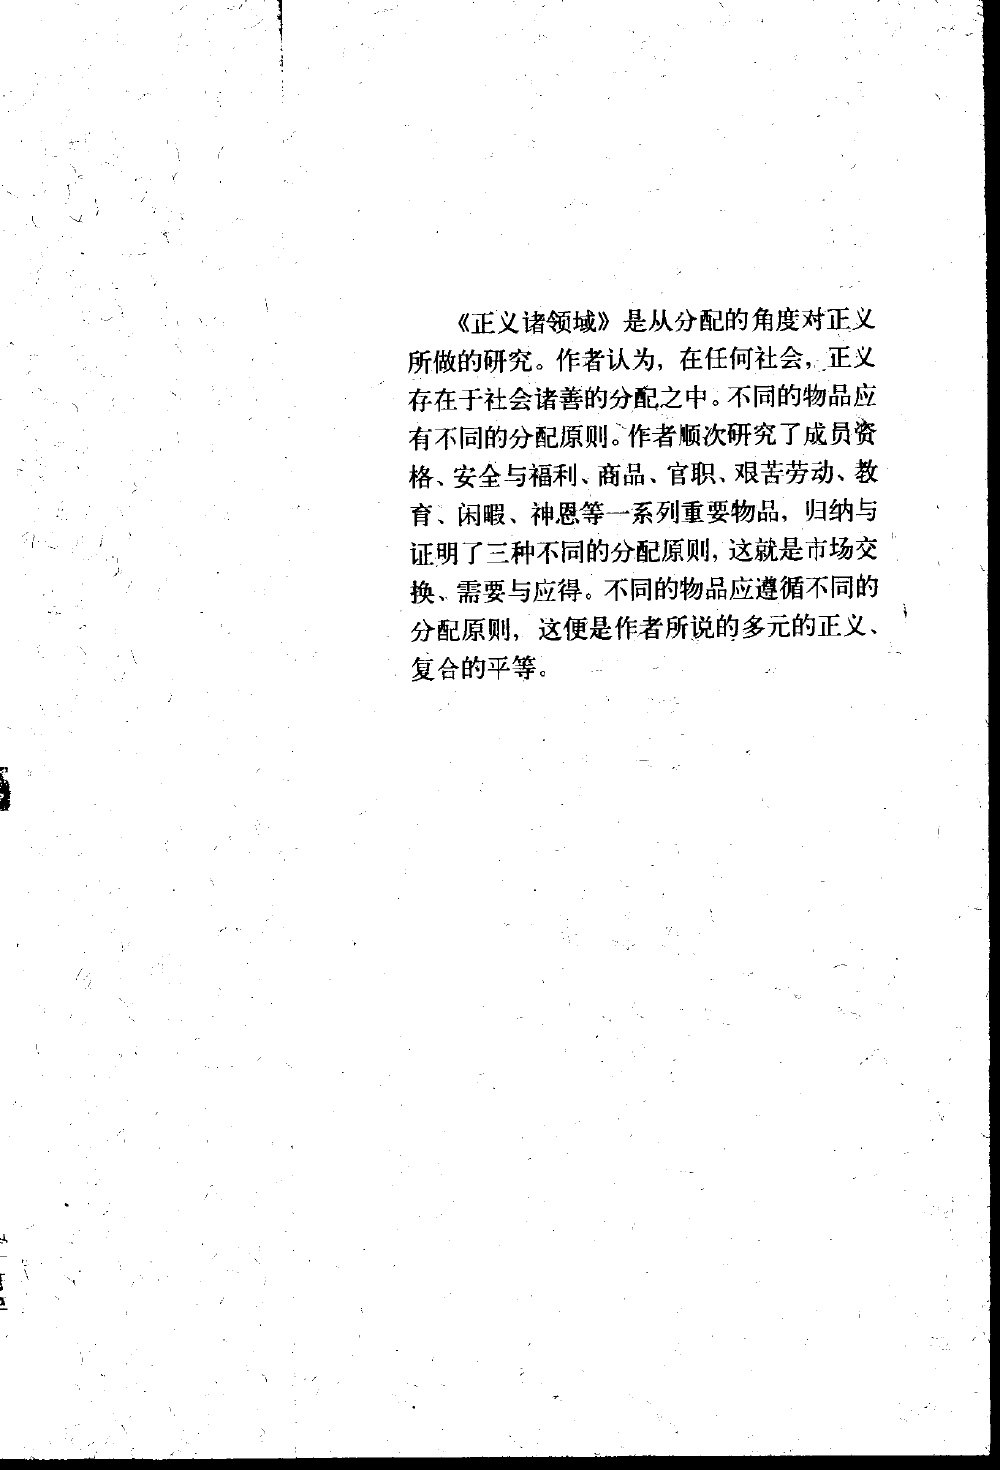 《正义诸领域》是从分配的角度对正义
所做的研究。作者认为，在任何社会，正义
存在于社会诸善的分配之中。不同的物品应
有不同的分配原则。作者顺次研究了成员资
格、安全与福利、商品、官职、艰苦劳动、教
育、闲暇、神恩等一系列重要物品，归纳与
证明了三种不同的分配原则，这就是市场交
换、需要与应得。不同的物品应遵循不同的
分配原则，这便是作者所说的多元的正义、
复合的平等。